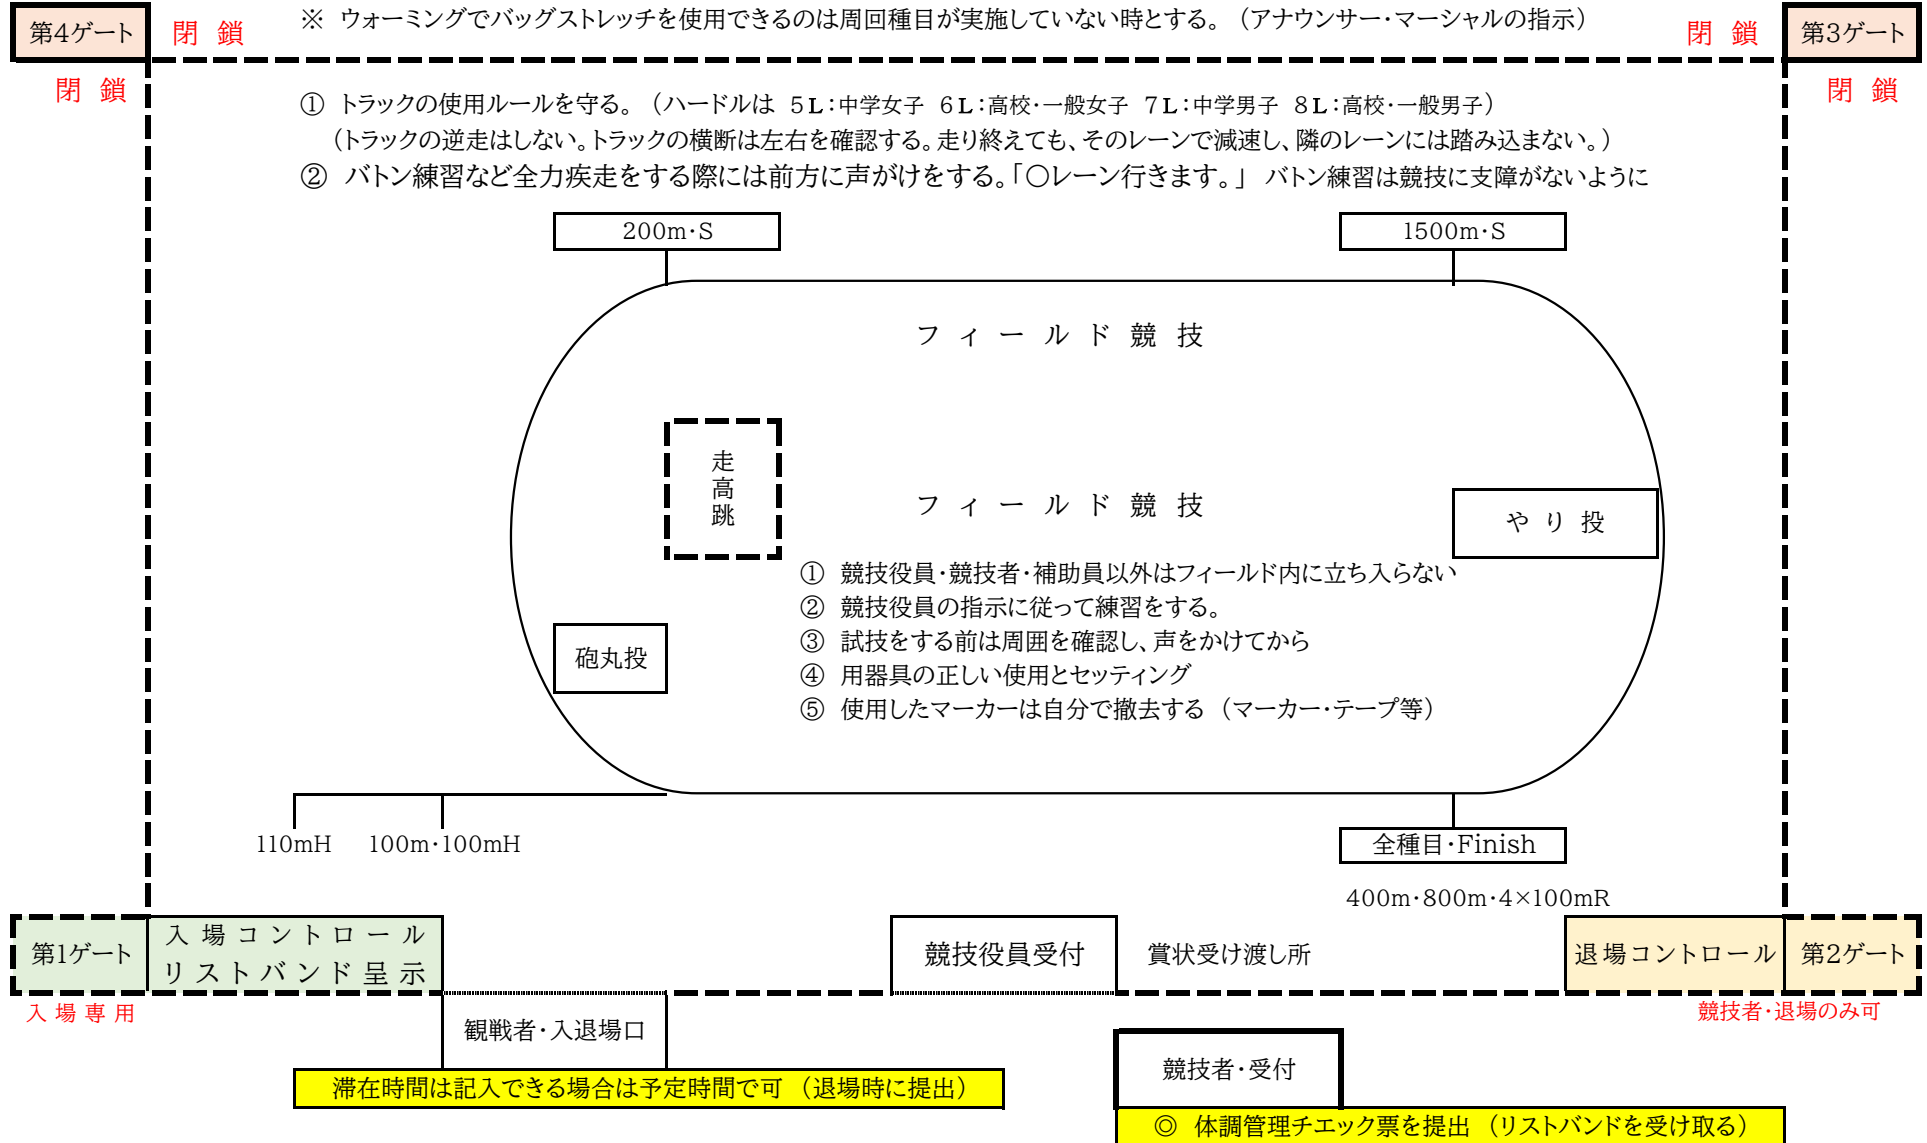 ※ ウォーミングでバッグストレッチを使用できるのは周回種目が実施していない時とする。（アナウンサー・マーシャルの指示）
第4ゲート
閉 鎖
閉 鎖
第3ゲート
閉 鎖
閉 鎖
① トラックの使用ルールを守る。（ハードルは 5L：中学女子 6L：高校・一般女子 7L：中学男子 8L：高校・一般男子）
（トラックの逆走はしない。トラックの横断は左右を確認する。走り終えても、そのレーンで減速し、隣のレーンには踏み込まない。）
② バトン練習など全力疾走をする際には前方に声がけをする。「〇レーン行きます。」 バトン練習は競技に支障がないように
200m・S
1500m・S
フィールド競技
走高跳
フィールド競技
やり投
① 競技役員・競技者・補助員以外はフィールド内に立ち入らない
② 競技役員の指示に従って練習をする。
③ 試技をする前は周囲を確認し、声をかけてから
④ 用器具の正しい使用とセッティング
⑤ 使用したマーカーは自分で撤去する（マーカー・テープ等）
砲丸投
110mH
100m・100mH
全種目・Finish
400m・800m・4×100mR
第1ゲート
入場コントロール
リストバンド呈示
競技役員受付
賞状受け渡し所
退場コントロール
第2ゲート
入場専用
競技者・退場のみ可
観戦者・入退場口
競技者・受付
滞在時間は記入できる場合は予定時間で可（退場時に提出）
◎ 体調管理チエック票を提出（リストバンドを受け取る）